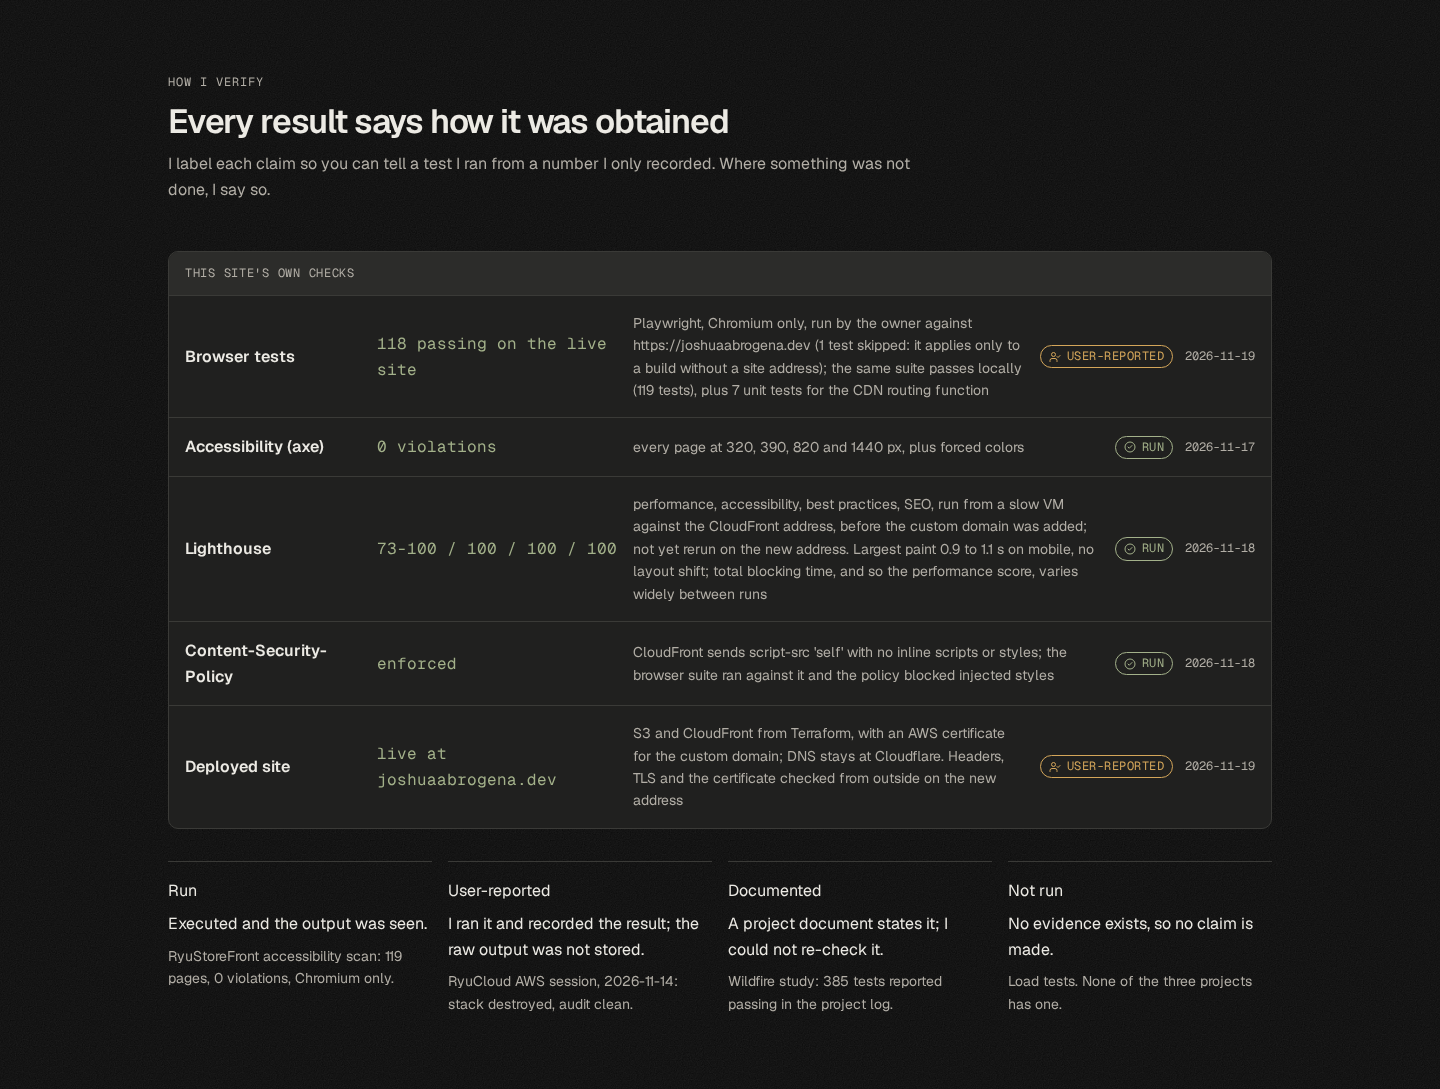 HOW I VERIFY
Every result says how it was obtained
I label each claim so you can tell a test I ran from a number I only recorded. Where something was not
done, I say so.
THIS SITE'S OWN CHECKS
Browser tests
118 passing on the live
site
Playwright, Chromium only, run by the owner against
https://joshuaabrogena.dev (1 test skipped: it applies only to
a build without a site address); the same suite passes locally
(119 tests), plus 7 unit tests for the CDN routing function
USER-REPORTED
2026-11-19
Accessibility (axe)
0 violations
every page at 320, 390, 820 and 1440 px, plus forced colors
RUN
2026-11-17
Lighthouse
73-100 / 100 / 100 / 100
performance, accessibility, best practices, SEO, run from a slow VM
against the CloudFront address, before the custom domain was added;
not yet rerun on the new address. Largest paint 0.9 to 1.1 s on mobile, no
layout shift; total blocking time, and so the performance score, varies
widely between runs
RUN
2026-11-18
Content-Security-
Policy
enforced
CloudFront sends script-src 'self' with no inline scripts or styles; the
browser suite ran against it and the policy blocked injected styles
RUN
2026-11-18
Deployed site
live at
joshuaabrogena.dev
S3 and CloudFront from Terraform, with an AWS certificate
for the custom domain; DNS stays at Cloudflare. Headers,
TLS and the certificate checked from outside on the new
address
USER-REPORTED
2026-11-19
Run
Executed and the output was seen.
RyuStoreFront accessibility scan: 119
pages, 0 violations, Chromium only.
User-reported
I ran it and recorded the result; the
raw output was not stored.
RyuCloud AWS session, 2026-11-14:
stack destroyed, audit clean.
Documented
A project document states it; I
could not re-check it.
Wildfire study: 385 tests reported
passing in the project log.
Not run
No evidence exists, so no claim is
made.
Load tests. None of the three projects
has one.